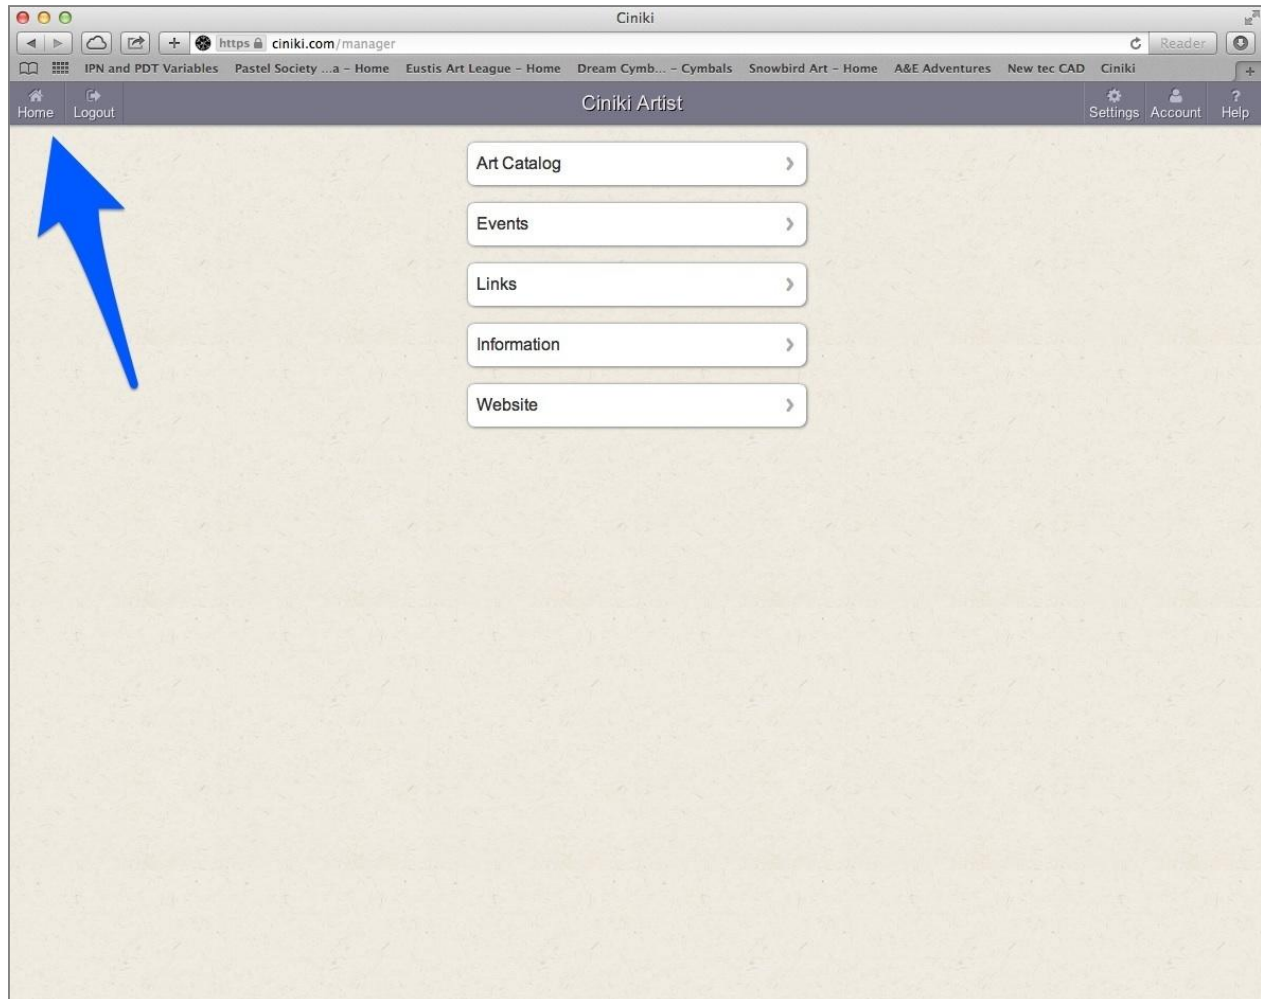 Ciniki
https ciniki.com/manager Reader
IPN and PDT Variables Pastel Society ...a – Home Eustis Art League – Home Dream Cymb... – Cymbals Snowbird Art – Home A&E Adventures New tec CAD Ciniki
Home Logout Ciniki Artist Settings Account ? Help
Art Catalog
Events
Links
Information
Website